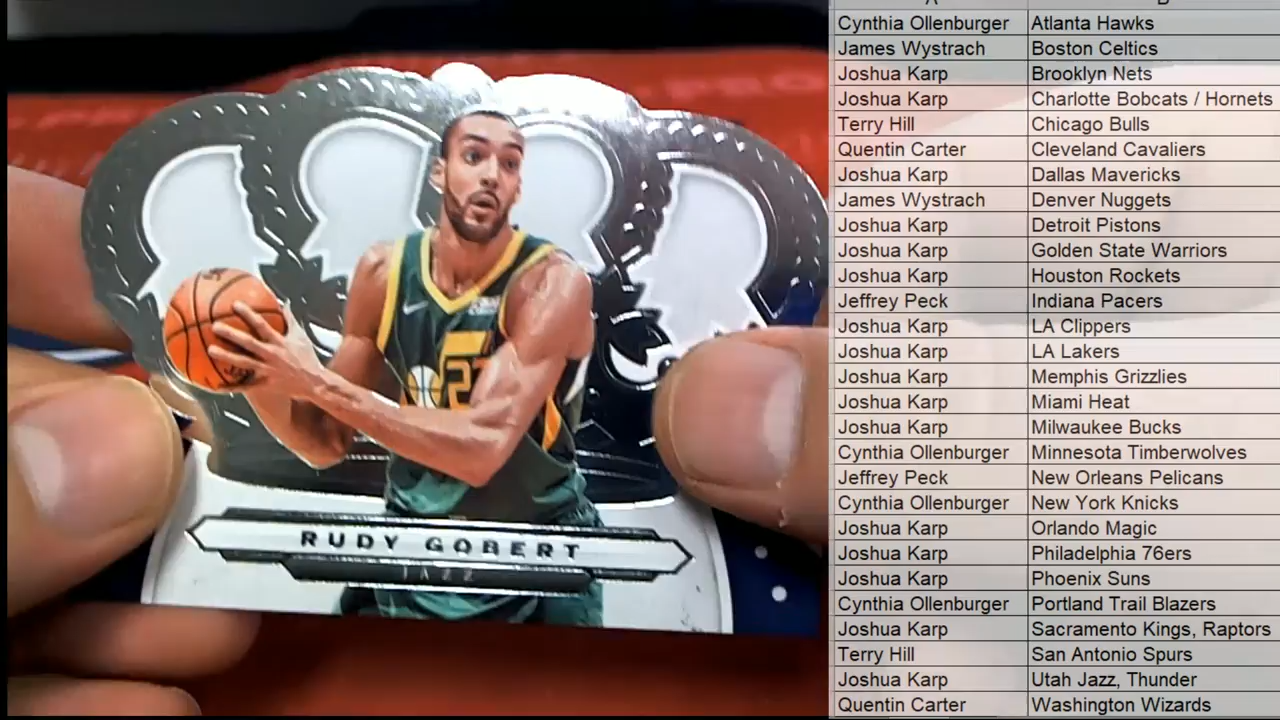 RUDY GOBERT
JAZZ
Cynthia Ollenburger Atlanta Hawks
James Wystrach Boston Celtics
Joshua Karp Brooklyn Nets
Joshua Karp Charlotte Bobcats / Hornets
Terry Hill Chicago Bulls
Quentin Carter Cleveland Cavaliers
Joshua Karp Dallas Mavericks
James Wystrach Denver Nuggets
Joshua Karp Detroit Pistons
Joshua Karp Golden State Warriors
Joshua Karp Houston Rockets
Jeffrey Peck Indiana Pacers
Joshua Karp LA Clippers
Joshua Karp LA Lakers
Joshua Karp Memphis Grizzlies
Joshua Karp Miami Heat
Joshua Karp Milwaukee Bucks
Cynthia Ollenburger Minnesota Timberwolves
Jeffrey Peck New Orleans Pelicans
Cynthia Ollenburger New York Knicks
Joshua Karp Orlando Magic
Joshua Karp Philadelphia 76ers
Joshua Karp Phoenix Suns
Cynthia Ollenburger Portland Trail Blazers
Joshua Karp Sacramento Kings, Raptors
Terry Hill San Antonio Spurs
Joshua Karp Utah Jazz, Thunder
Quentin Carter Washington Wizards